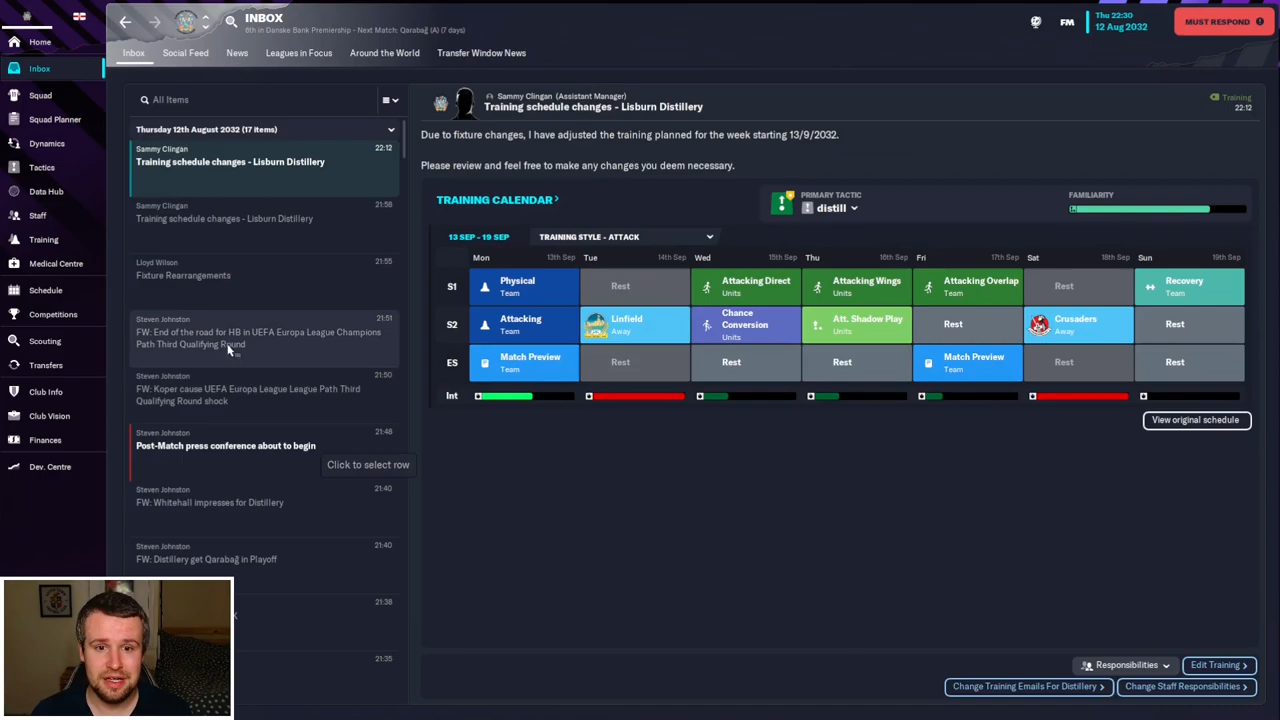 INBOX
6th in Danske Bank Premiership - Next Match: Qarabağ (A) (7 days)
FM
Thu 22:30
12 Aug 2032
MUST RESPOND
Home
Inbox
Squad
Squad Planner
Dynamics
Tactics
Data Hub
Staff
Training
Medical Centre
Schedule
Competitions
Scouting
Transfers
Club Info
Club Vision
Finances
Dev. Centre
Inbox
Social Feed
News
Leagues in Focus
Around the World
Transfer Window News
All Items
Thursday 12th August 2032 (17 items)
Sammy Clingan 22:12
Training schedule changes - Lisburn Distillery
Sammy Clingan 21:58
Training schedule changes - Lisburn Distillery
Lloyd Wilson 21:55
Fixture Rearrangements
Steven Johnston 21:51
FW: End of the road for HB in UEFA Europa League Champions
Path Third Qualifying Round
Steven Johnston 21:50
FW: Koper cause UEFA Europa League League Path Third
Qualifying Round shock
Steven Johnston 21:48
Post-Match press conference about to begin
Click to select row
Steven Johnston 21:40
FW: Whitehall impresses for Distillery
Steven Johnston 21:40
FW: Distillery get Qarabağ in Playoff
21:38
21:35
Sammy Clingan (Assistant Manager)
Training schedule changes - Lisburn Distillery
Training
22:12
Due to fixture changes, I have adjusted the training planned for the week starting 13/9/2032.
Please review and feel free to make any changes you deem necessary.
TRAINING CALENDAR
PRIMARY TACTIC
distill
FAMILIARITY
13 SEP - 19 SEP
TRAINING STYLE - ATTACK
Mon 13th Sep Tue 14th Sep Wed 15th Sep Thu 16th Sep Fri 17th Sep Sat 18th Sep Sun 19th Sep
S1
Physical
Team
Rest
Attacking Direct
Units
Attacking Wings
Units
Attacking Overlap
Team
Rest
Recovery
Team
S2
Attacking
Team
Linfield
Away
Chance
Conversion
Units
Att. Shadow Play
Units
Rest
Crusaders
Away
Rest
ES
Match Preview
Team
Rest
Rest
Rest
Match Preview
Team
Rest
Rest
Int
View original schedule
Responsibilities
Edit Training
Change Training Emails For Distillery
Change Staff Responsibilities